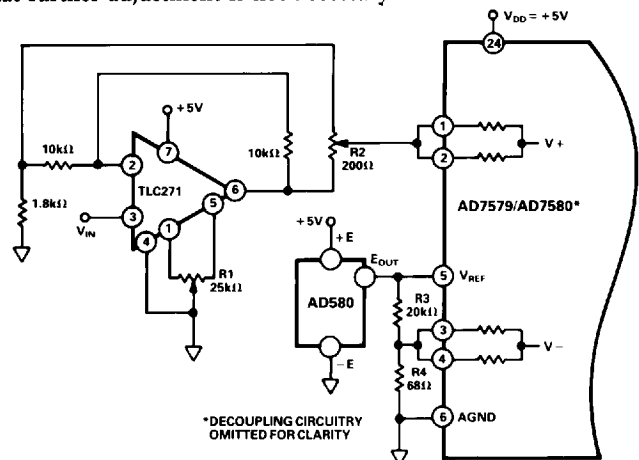 V_DD = +5V
24
+5V
10kΩ
2
7
10kΩ
R2
200Ω
1
2
V+
TLC271
6
AD7579/AD7580*
1.8kΩ
V_IN
3
5
4
1
+5V
+E
E_OUT
5
V_REF
R1
25kΩ
AD580
R3
20kΩ
3
4
V−
−E
R4
68Ω
6
AGND
*DECOUPLING CIRCUITRY
OMITTED FOR CLARITY